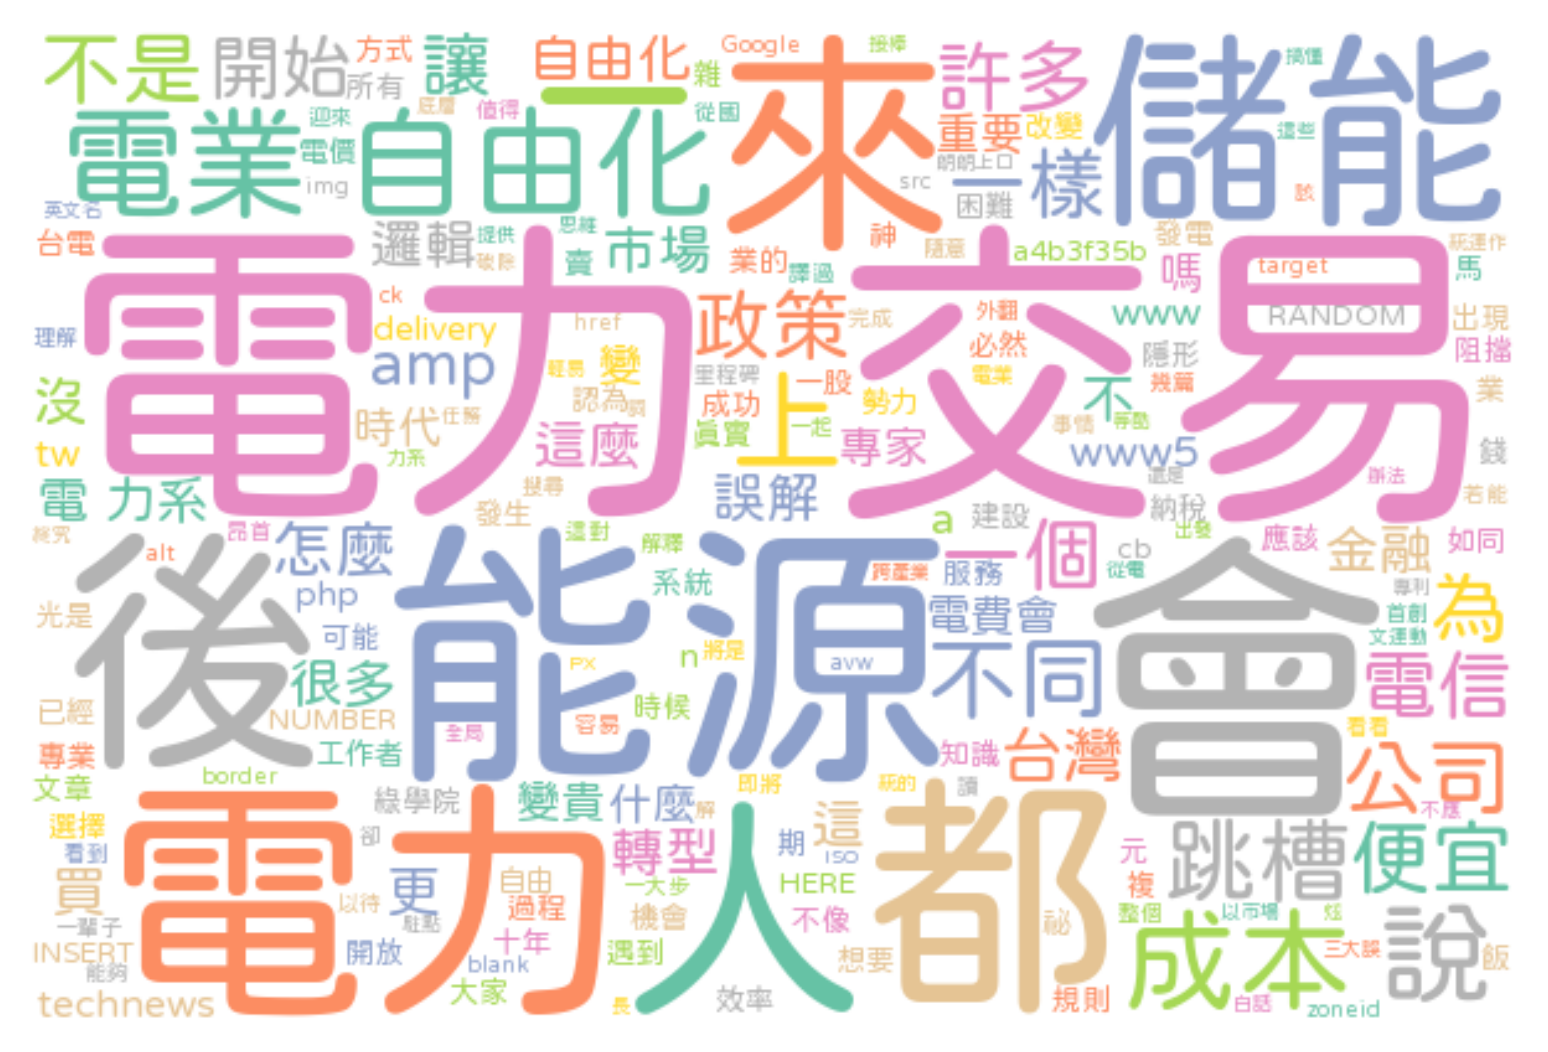 不是 開始 方式 讓 自由化 Google 接棒 許多 儲能 搞懂
所有 雜 一 來
電業 自由化 迎來 底層 值得 從國 重要 改變 這些
電價 img 朗朗上口 一樣 src 困難 該
英文名 台電 邏輯 提供 思維 破除 賣 市場 業的 譯過 神 隨意 a4b3f35b 發電 嗎 target 統運作 馬
電力交易
理解 ck delivery href 政策 完成 外翻 www RANDOM 出現
amp 輕易 變 里程碑 一股 必然 隱形 阻擋
沒 時代 任務 認為 成功 上 勢力 電業 不 幾篇 業
tw 力系 這麼 真實 一起 專家 事情 等酷 www5 錢
電 力系 搜尋 發生 誤解 還是 辦法 若能
a 建設 納稅 出發
終究 昂首 怎麼 這對 解釋 一個 cb 應該 金融 如同
alt 後 能源 跨產業 服務 從電 會 專利
光是 php 系統 電費會 首創 為
可能 n 將是 avw 不同 文運動
很多 PX 時候 電信
已經 NUMBER 全局 容易 看看
專業 工作者 知識 台灣 公司
文章 border 綠學院 變貴 什麼 解 即將 統的 讀 不應
選擇 電力 卻 轉型 人 期 這 都 元 跳槽 便宜
看到 ISO
買 更 自由 一大步 HERE 複
以待 過程 機會 不像 祕 整個 以市場 炫
一輩子 駐點 十年 成本 說
INSERT 開放 遇到 想要 三大誤 飯
能夠 blank
technews 大家 長 效率 規則 白話 zoneid